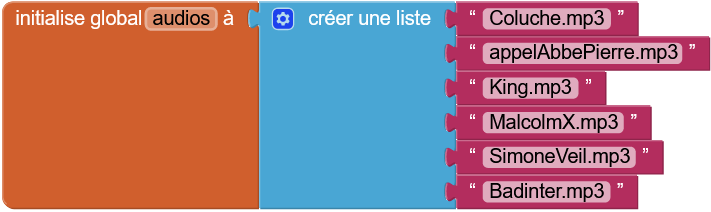 initialise global audios à créer une liste “ Coluche.mp3 ”
“ appelAbbePierre.mp3 ”
“ King.mp3 ”
“ MalcolmX.mp3 ”
“ SimoneVeil.mp3 ”
“ Badinter.mp3 ”